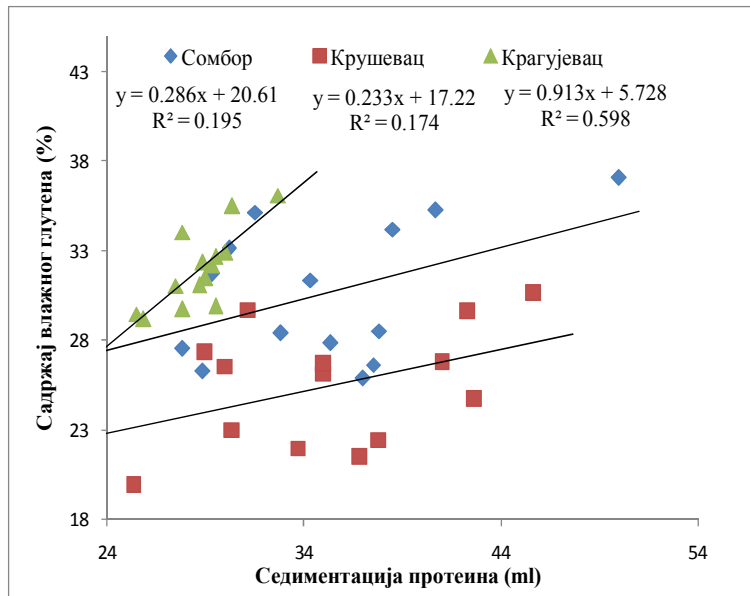 Сомбор Крушевац Крагујевац
y = 0.286x + 20.61 y = 0.233x + 17.22 y = 0.913x + 5.728
R² = 0.195 R² = 0.174 R² = 0.598
43
38
33
28
23
18
24 34 44 54
Садржај влажног глутена (%)
Седиментација протеина (ml)